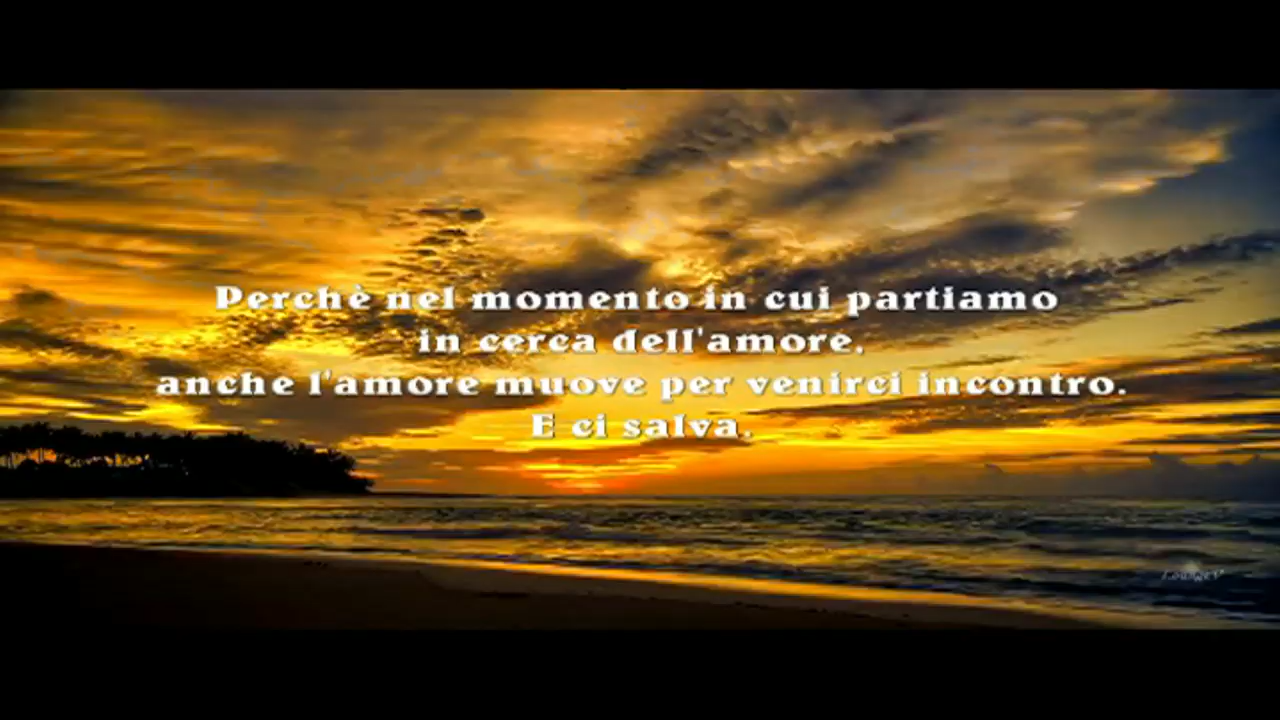 Perchè nel momento in cui partiamo
in cerca dell'amore,
anche l'amore muove per venirci incontro.
E ci salva.